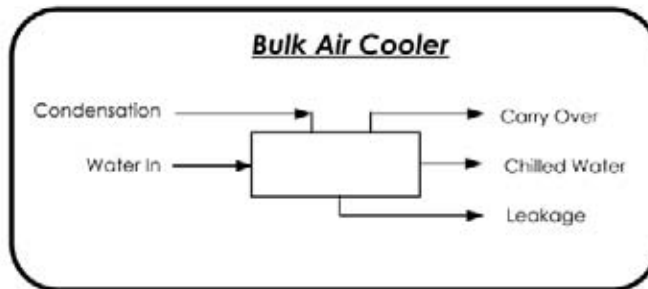 Bulk Air Cooler
Condensation
Carry Over
Water In
Chilled Water
Leakage